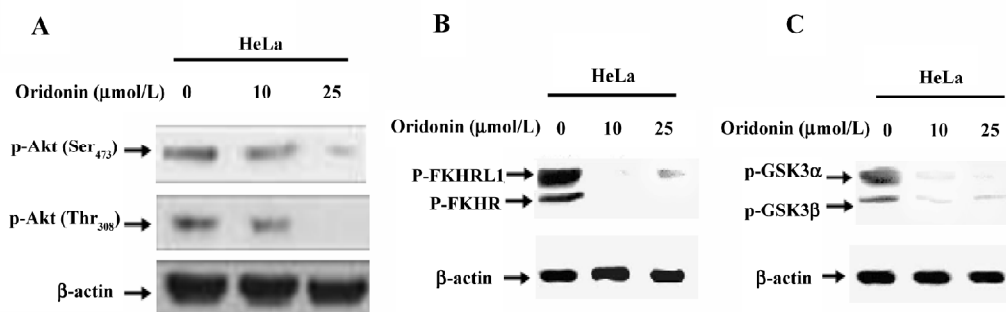 A
HeLa
Oridonin (μmol/L) 0 10 25
p-Akt (Ser473)
p-Akt (Thr308)
β-actin
B
HeLa
Oridonin (μmol/L) 0 10 25
P-FKHRL1
P-FKHR
β-actin
C
HeLa
Oridonin (μmol/L) 0 10 25
p-GSK3α
p-GSK3β
β-actin